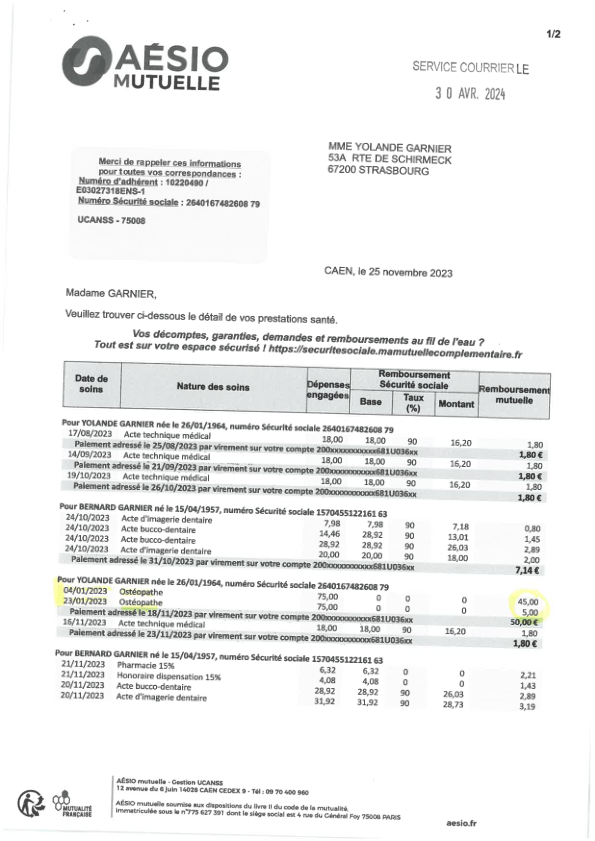 1/2
AÉSIO
MUTUELLE
SERVICE COURRIER LE
30 AVR. 2024
MME YOLANDE GARNIER
53A RTE DE SCHIRMECK
67200 STRASBOURG
Merci de rappeler ces informations
pour toutes vos correspondances :
Numéro d'adhérent : 10220490 /
E03027318ENS-1
Numéro Sécurité sociale : 2640167482608 79
UCANSS - 75008
CAEN, le 25 novembre 2023
Madame GARNIER,
Veuillez trouver ci-dessous le détail de vos prestations santé.
Vos décomptes, garanties, demandes et remboursements au fil de l'eau ?
Tout est sur votre espace sécurisé ! https://securitesociale.mamutuellecomplementaire.fr
Date de soins Nature des soins Dépenses engagées Remboursement Sécurité sociale Remboursement mutuelle
Base Taux (%) Montant
Pour YOLANDE GARNIER née le 26/01/1964, numéro Sécurité sociale 2640167482608 79
17/08/2023 Acte technique médical 18,00 18,00 90 16,20 1,80
Paiement adressé le 25/08/2023 par virement sur votre compte 200xxxxxxxxxx681U036xx 1,80 €
14/09/2023 Acte technique médical 18,00 18,00 90 16,20 1,80
Paiement adressé le 21/09/2023 par virement sur votre compte 200xxxxxxxxxx681U036xx 1,80 €
19/10/2023 Acte technique médical 18,00 18,00 90 16,20 1,80
Paiement adressé le 26/10/2023 par virement sur votre compte 200xxxxxxxxxx681U036xx 1,80 €
Pour BERNARD GARNIER né le 15/04/1957, numéro Sécurité sociale 1570455122161 63
24/10/2023 Acte d'imagerie dentaire 7,98 7,98 90 7,18 0,80
24/10/2023 Acte bucco-dentaire 14,46 28,92 90 13,01 1,45
24/10/2023 Acte bucco-dentaire 28,92 28,92 90 26,03 2,89
24/10/2023 Acte d'imagerie dentaire 20,00 20,00 90 18,00 2,00
Paiement adressé le 31/10/2023 par virement sur votre compte 200xxxxxxxxxx681U036xx 7,14 €
Pour YOLANDE GARNIER née le 26/01/1964, numéro Sécurité sociale 2640167482608 79
04/01/2023 Ostéopathe 75,00 0 0 0 45,00
23/01/2023 Ostéopathe 75,00 0 0 0 5,00
Paiement adressé le 18/11/2023 par virement sur votre compte 200xxxxxxxxxx681U036xx 50,00 €
16/11/2023 Acte technique médical 18,00 18,00 90 16,20 1,80
Paiement adressé le 23/11/2023 par virement sur votre compte 200xxxxxxxxxx681U036xx 1,80 €
Pour BERNARD GARNIER né le 15/04/1957, numéro Sécurité sociale 1570455122161 63
21/11/2023 Pharmacie 15% 6,32 6,32 0 0 2,21
21/11/2023 Honoraire dispensation 15% 4,08 4,08 0 0 1,43
20/11/2023 Acte bucco-dentaire 28,92 28,92 90 26,03 2,89
20/11/2023 Acte d'imagerie dentaire 31,92 31,92 90 28,73 3,19
AÉSIO mutuelle - Gestion UCANSS
12 avenue du 6 juin 14028 CAEN CEDEX 9 - Tél : 09 70 400 960
MUTUALITÉ
FRANÇAISE
AÉSIO mutuelle soumise aux dispositions du livre II du code de la mutualité,
immatriculée sous le n°775 627 391 dont le siège social est 4 rue du Général Foy 75008 PARIS
aesio.fr